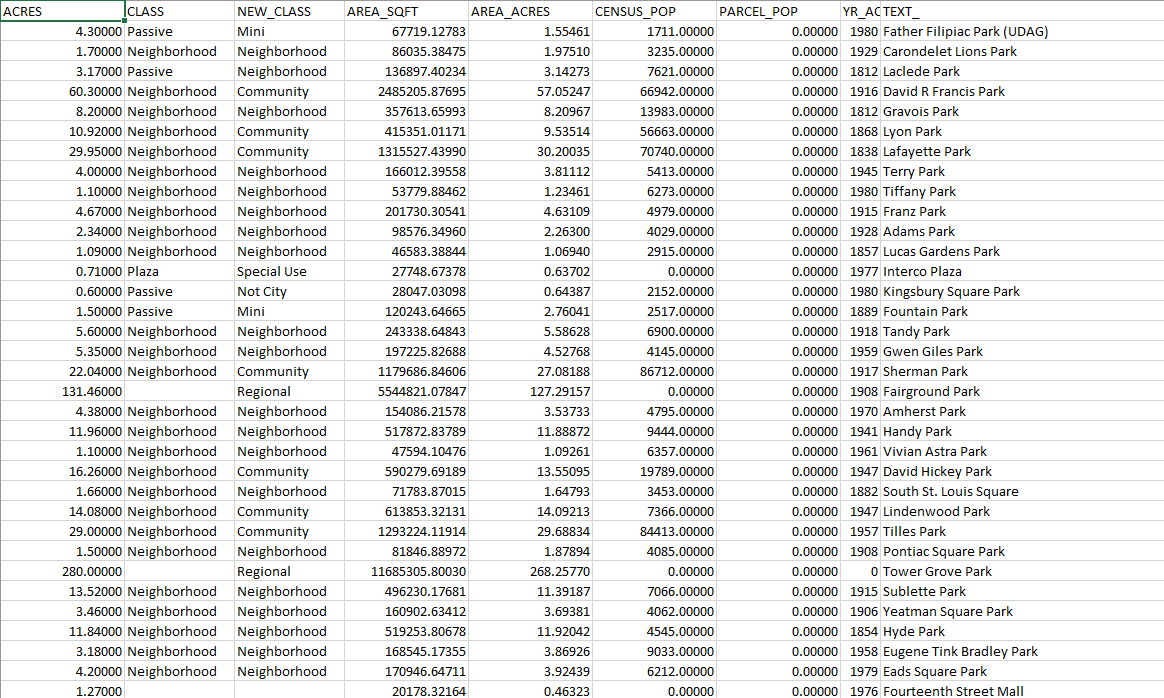 ACRES CLASS NEW_CLASS AREA_SQFT AREA_ACRES CENSUS_POP PARCEL_POP YR_AC TEXT_
4.30000 Passive Mini 67719.12783 1.55461 1711.00000 0.00000 1980 Father Filipiac Park (UDAG)
1.70000 Neighborhood Neighborhood 86035.38475 1.97510 3235.00000 0.00000 1929 Carondelet Lions Park
3.17000 Passive Neighborhood 136897.40234 3.14273 7621.00000 0.00000 1812 Laclede Park
60.30000 Neighborhood Community 2485205.87695 57.05247 66942.00000 0.00000 1916 David R Francis Park
8.20000 Neighborhood Neighborhood 357613.65993 8.20967 13983.00000 0.00000 1812 Gravois Park
10.92000 Neighborhood Community 415351.01171 9.53514 56663.00000 0.00000 1868 Lyon Park
29.95000 Neighborhood Community 1315527.43990 30.20035 70740.00000 0.00000 1838 Lafayette Park
4.00000 Neighborhood Neighborhood 166012.39558 3.81112 5413.00000 0.00000 1945 Terry Park
1.10000 Neighborhood Neighborhood 53779.88462 1.23461 6273.00000 0.00000 1980 Tiffany Park
4.67000 Neighborhood Neighborhood 201730.30541 4.63109 4979.00000 0.00000 1915 Franz Park
2.34000 Neighborhood Neighborhood 98576.34960 2.26300 4029.00000 0.00000 1928 Adams Park
1.09000 Neighborhood Neighborhood 46583.38844 1.06940 2915.00000 0.00000 1857 Lucas Gardens Park
0.71000 Plaza Special Use 27748.67378 0.63702 0.00000 0.00000 1977 Interco Plaza
0.60000 Passive Not City 28047.03098 0.64387 2152.00000 0.00000 1980 Kingsbury Square Park
1.50000 Passive Mini 120243.64665 2.76041 2517.00000 0.00000 1889 Fountain Park
5.60000 Neighborhood Neighborhood 243338.64843 5.58628 6900.00000 0.00000 1918 Tandy Park
5.35000 Neighborhood Neighborhood 197225.82688 4.52768 4145.00000 0.00000 1959 Gwen Giles Park
22.04000 Neighborhood Community 1179686.84606 27.08188 86712.00000 0.00000 1917 Sherman Park
131.46000 Regional 5544821.07847 127.29157 0.00000 0.00000 1908 Fairground Park
4.38000 Neighborhood Neighborhood 154086.21578 3.53733 4795.00000 0.00000 1970 Amherst Park
11.96000 Neighborhood Neighborhood 517872.83789 11.88872 9444.00000 0.00000 1941 Handy Park
1.10000 Neighborhood Neighborhood 47594.10476 1.09261 6357.00000 0.00000 1961 Vivian Astra Park
16.26000 Neighborhood Community 590279.69189 13.55095 19789.00000 0.00000 1947 David Hickey Park
1.66000 Neighborhood Neighborhood 71783.87015 1.64793 3453.00000 0.00000 1882 South St. Louis Square
14.08000 Neighborhood Community 613853.32131 14.09213 7366.00000 0.00000 1947 Lindenwood Park
29.00000 Neighborhood Community 1293224.11914 29.68834 84413.00000 0.00000 1957 Tilles Park
1.50000 Neighborhood Neighborhood 81846.88972 1.87894 4085.00000 0.00000 1908 Pontiac Square Park
280.00000 Regional 11685305.80030 268.25770 0.00000 0.00000 0 Tower Grove Park
13.52000 Neighborhood Neighborhood 496230.17681 11.39187 7066.00000 0.00000 1915 Sublette Park
3.46000 Neighborhood Neighborhood 160902.63412 3.69381 4062.00000 0.00000 1906 Yeatman Square Park
11.84000 Neighborhood Neighborhood 519253.80678 11.92042 4545.00000 0.00000 1854 Hyde Park
3.18000 Neighborhood Neighborhood 168545.17355 3.86926 9033.00000 0.00000 1958 Eugene Tink Bradley Park
4.20000 Neighborhood Neighborhood 170946.64711 3.92439 6212.00000 0.00000 1979 Eads Square Park
1.27000 20178.32164 0.46323 0.00000 0.00000 1976 Fourteenth Street Mall